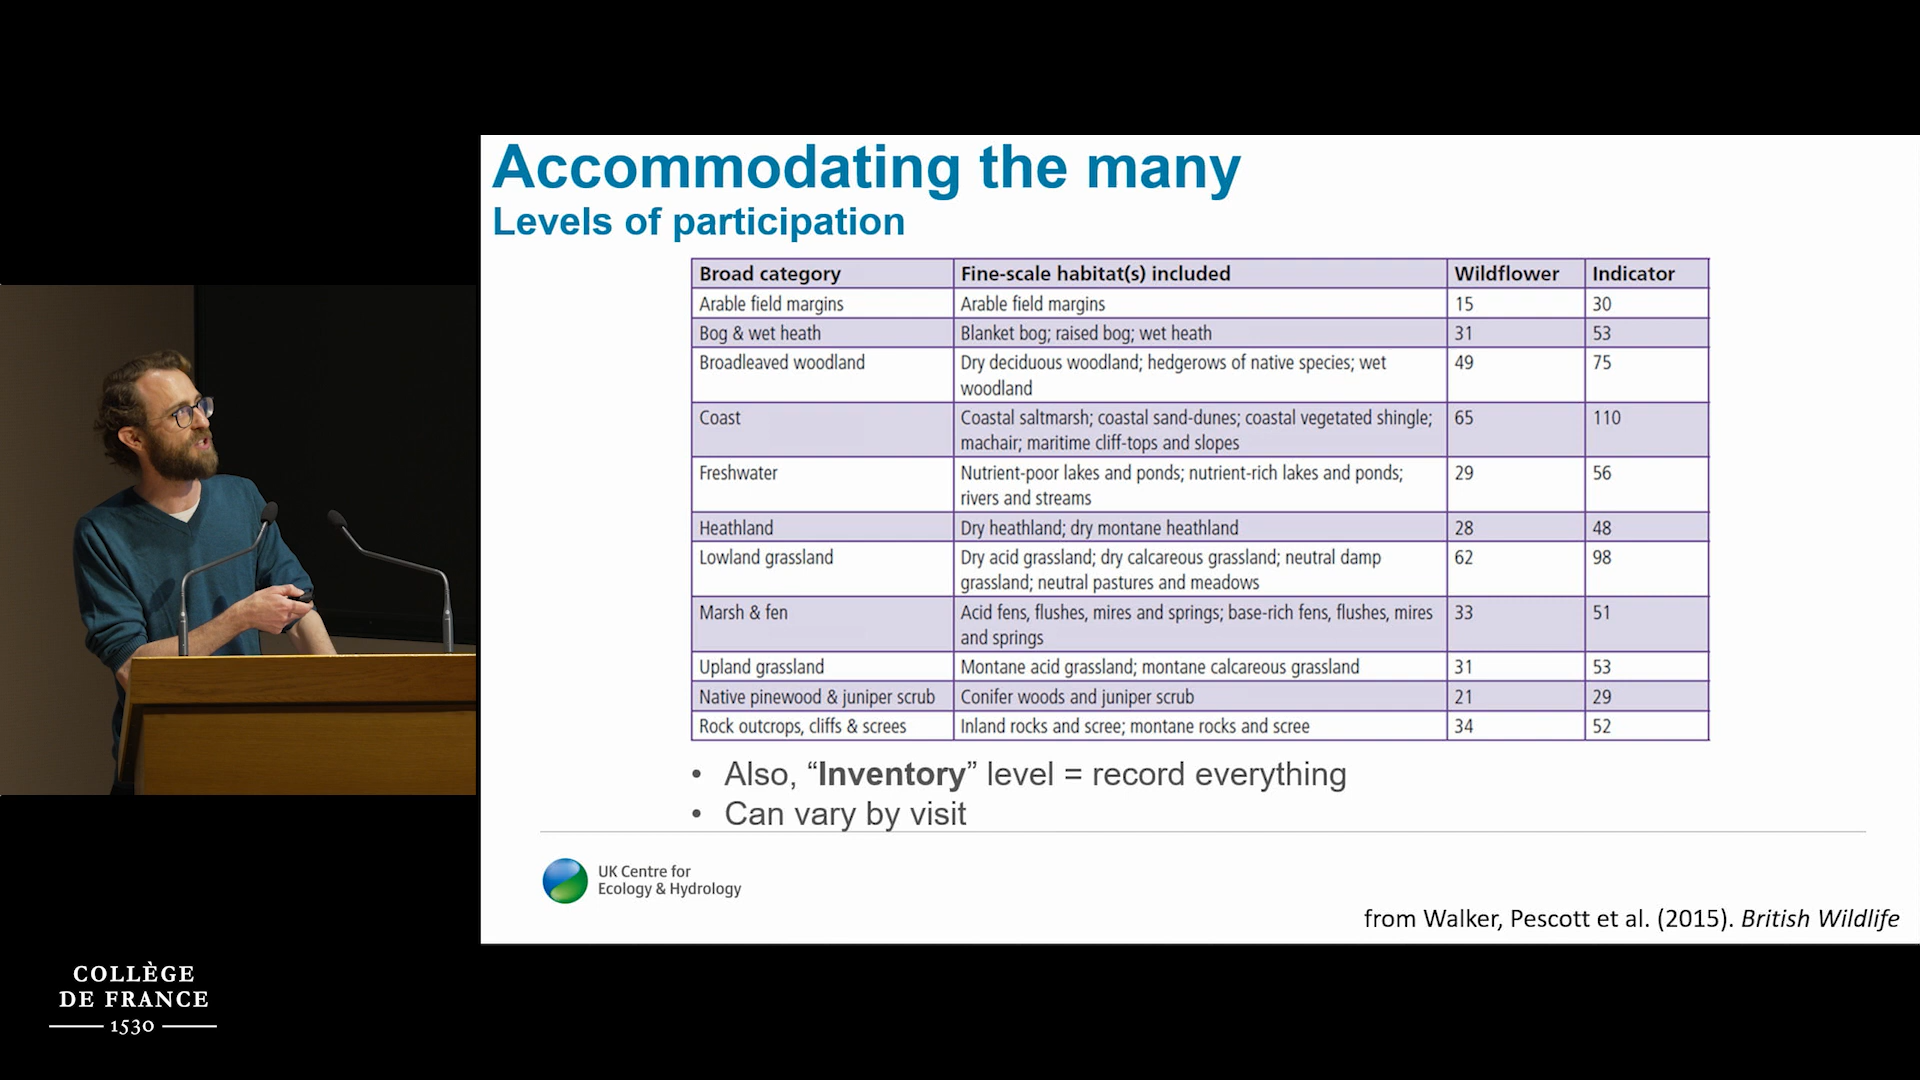 Accommodating the many
Levels of participation
Broad category Fine-scale habitat(s) included Wildflower Indicator
Arable field margins Arable field margins 15 30
Bog & wet heath Blanket bog; raised bog; wet heath 31 53
Broadleaved woodland Dry deciduous woodland; hedgerows of native species; wet 49 75
woodland
Coast Coastal saltmarsh; coastal sand-dunes; coastal vegetated shingle; 65 110
machair; maritime cliff-tops and slopes
Freshwater Nutrient-poor lakes and ponds; nutrient-rich lakes and ponds; 29 56
rivers and streams
Heathland Dry heathland; dry montane heathland 28 48
Lowland grassland Dry acid grassland; dry calcareous grassland; neutral damp 62 98
grassland; neutral pastures and meadows
Marsh & fen Acid fens, flushes, mires and springs; base-rich fens, flushes, mires 33 51
and springs
Upland grassland Montane acid grassland; montane calcareous grassland 31 53
Native pinewood & juniper scrub Conifer woods and juniper scrub 21 29
Rock outcrops, cliffs & screes Inland rocks and scree; montane rocks and scree 34 52
• Also, “Inventory” level = record everything
• Can vary by visit
UK Centre for
Ecology & Hydrology
from Walker, Pescott et al. (2015). British Wildlife
COLLÈGE
DE FRANCE
1530